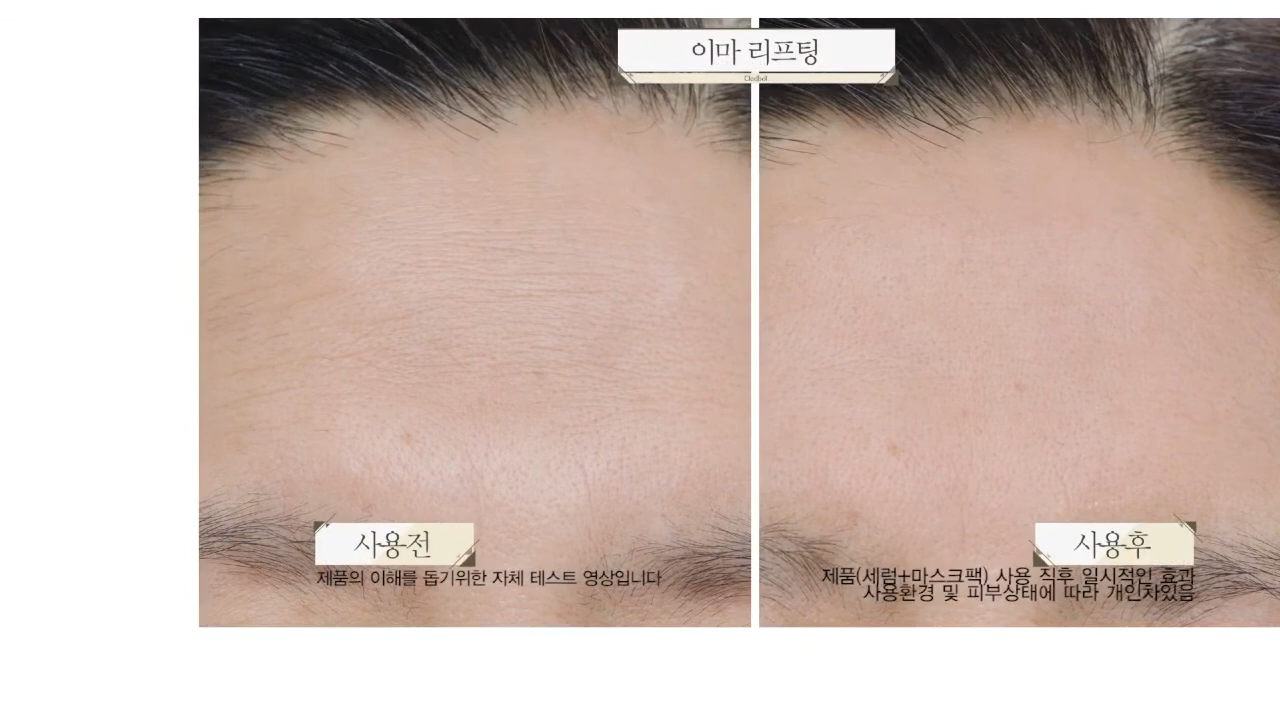 이마 리프팅
사용전
제품의 이해를 돕기위한 자체 테스트 영상입니다
사용후
제품(세럼+마스크팩) 사용 직후 일시적인 효과
사용환경 및 피부상태에 따라 개인차있음